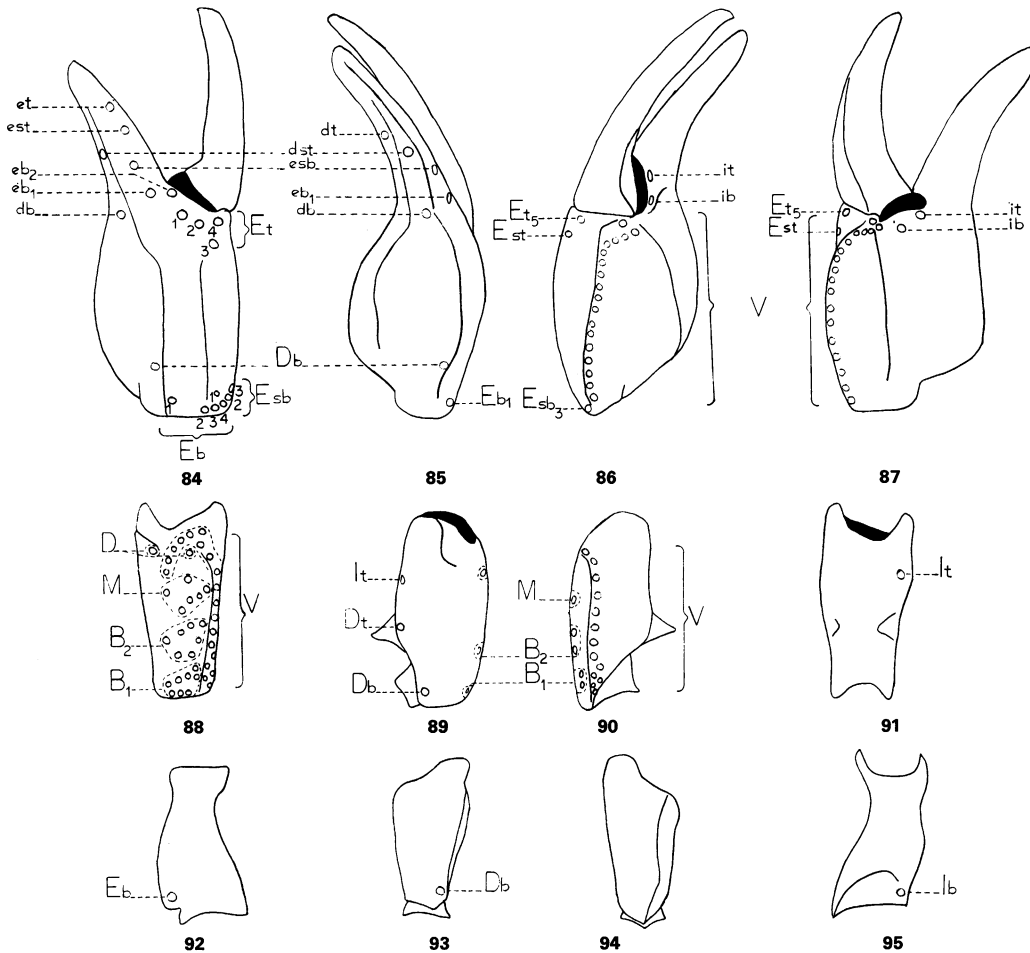 et
est
eb2
eb1
db
1 2 4 3
Et
1 1 3 2
2 3 4
Esb
Eb
84
dt
dst
esb
eb1
db
Db
Eb1
85
Et5
Est
Esb3
it
ib
86
V
Et5
Est
it
ib
87
D
M
B2
B1
V
88
It
Dt
Db
89
M
B2
B1
V
90
It
91
Eb
92
Db
93
94
Ib
95